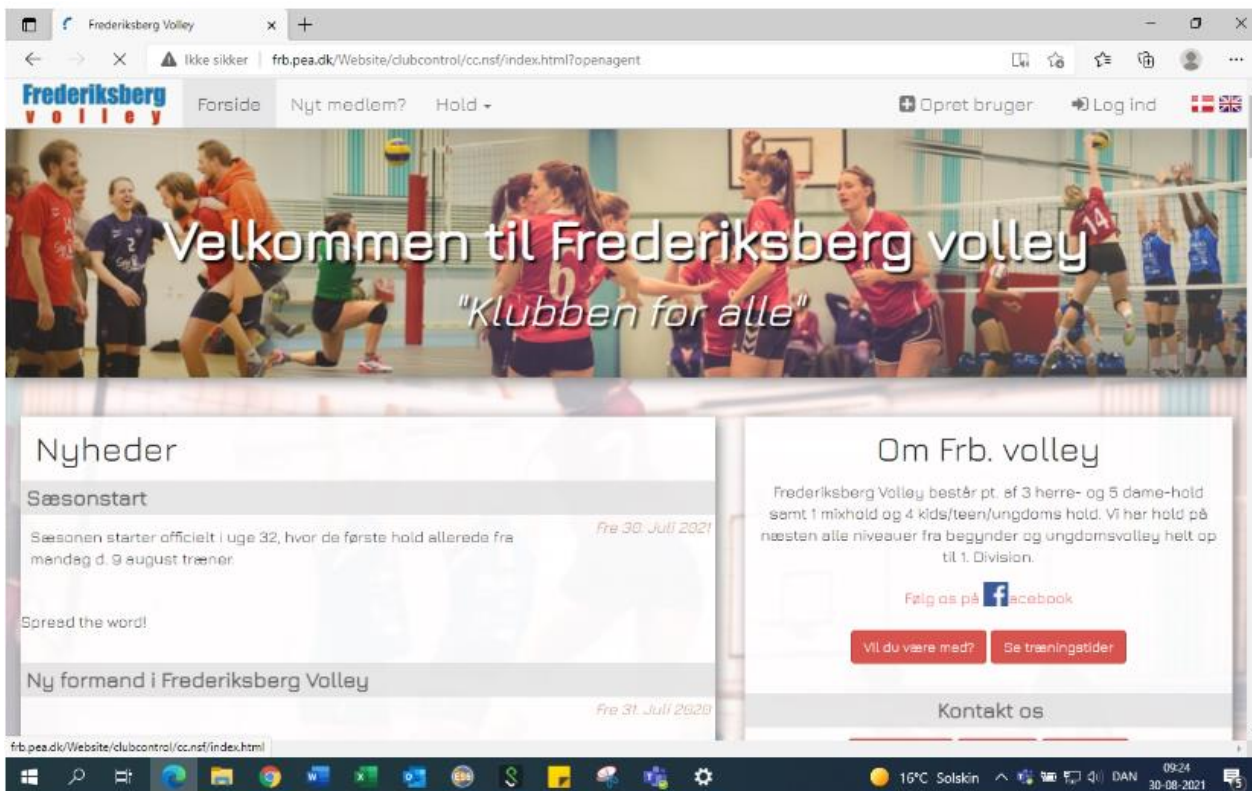 Frederiksberg Volley
Ikke sikker
frb.pea.dk/Website/clubcontrol/cc.nsf/index.html?openagent
Frederiksberg
volley
Forside
Nyt medlem?
Hold
Opret bruger
Log ind
Velkommen til Frederiksberg volley
"Klubben for alle"
2
6
14
Nyheder
Sæsonstart
Fre 30. Juli 2021
Sæsonen starter officielt i uge 32, hvor de første hold allerede fra
mandag d. 9 august træner.
Spread the word!
Ny formand i Frederiksberg Volley
Fre 31. Juli 2020
Om Frb. volley
Frederiksberg Volley består pt. af 3 herre- og 5 dame-hold
samt 1 mixhold og 4 kids/teen/ungdoms hold. Vi har hold på
næsten alle niveauer fra begynder og ungdomsvolley helt op
til 1. Division.
Følg os på facebook
Vil du være med?
Se træningstider
Kontakt os
frb.pea.dk/Website/clubcontrol/cc.nsf/index.html
16°C Solskin
DAN
09:24
30-08-2021